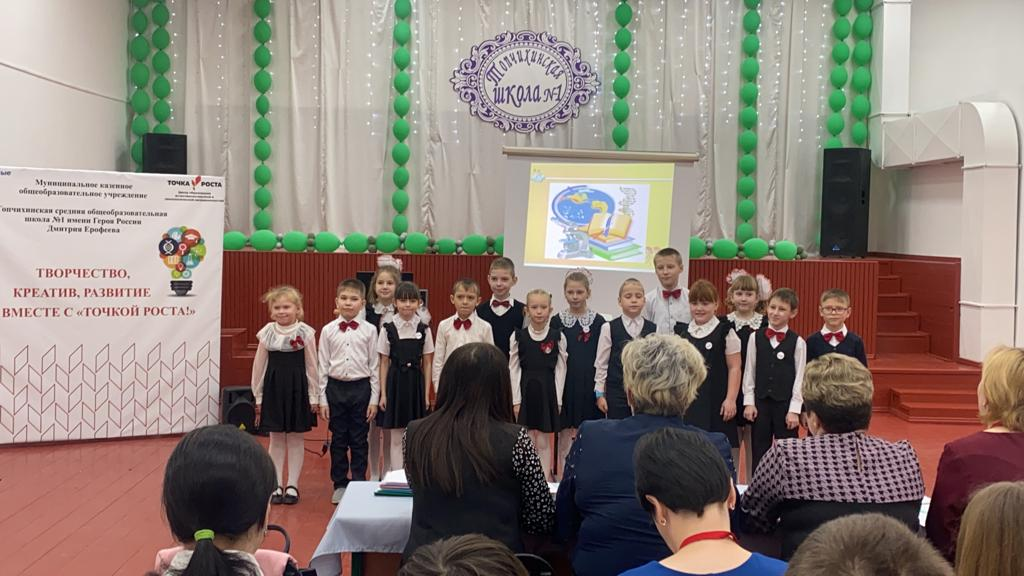 Топчихинская
школа №1
ые
Муниципальное казенное
общеобразовательное учреждение
ТОЧКА РОСТА
Топчихинская средняя общеобразовательная
школа №1 имени Героя России
Дмитрия Ерофеева
ТВОРЧЕСТВО,
КРЕАТИВ, РАЗВИТИЕ
ВМЕСТЕ С «ТОЧКОЙ РОСТА!»